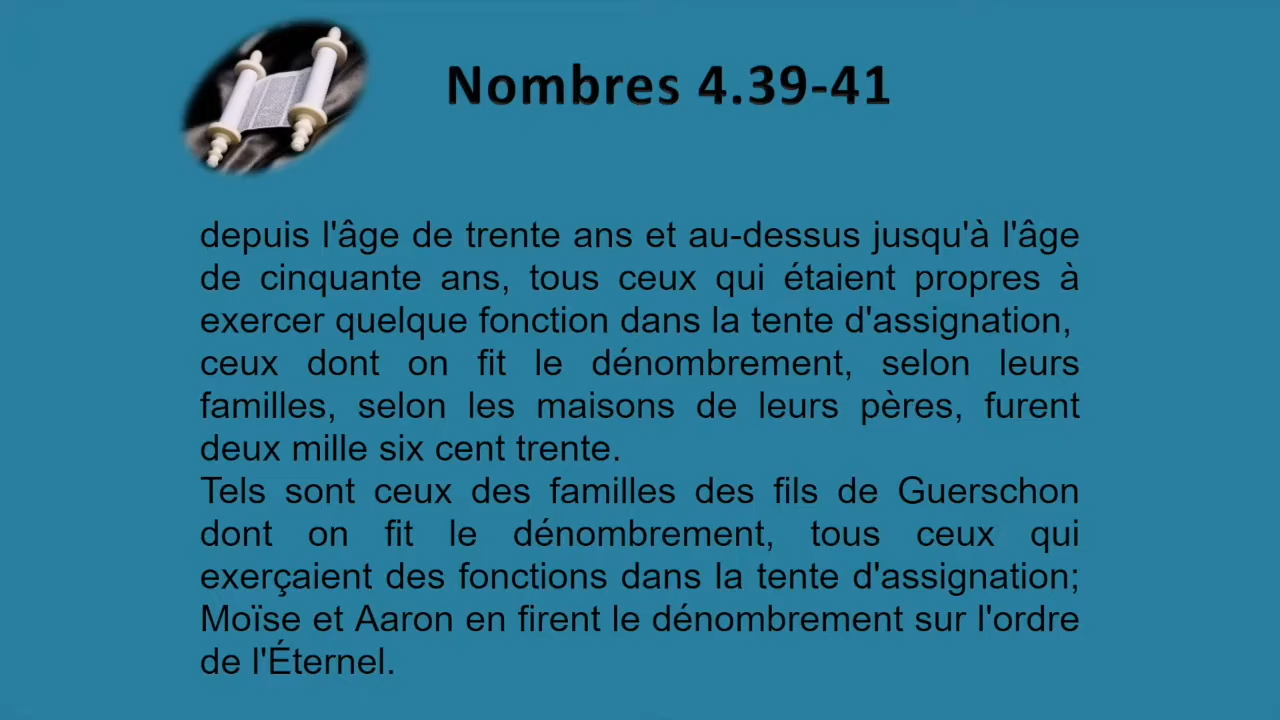 Nombres 4.39-41
depuis l'âge de trente ans et au-dessus jusqu'à l'âge
de cinquante ans, tous ceux qui étaient propres à
exercer quelque fonction dans la tente d'assignation,
ceux dont on fit le dénombrement, selon leurs
familles, selon les maisons de leurs pères, furent
deux mille six cent trente.
Tels sont ceux des familles des fils de Guerschon
dont on fit le dénombrement, tous ceux qui
exerçaient des fonctions dans la tente d'assignation;
Moïse et Aaron en firent le dénombrement sur l'ordre
de l'Éternel.